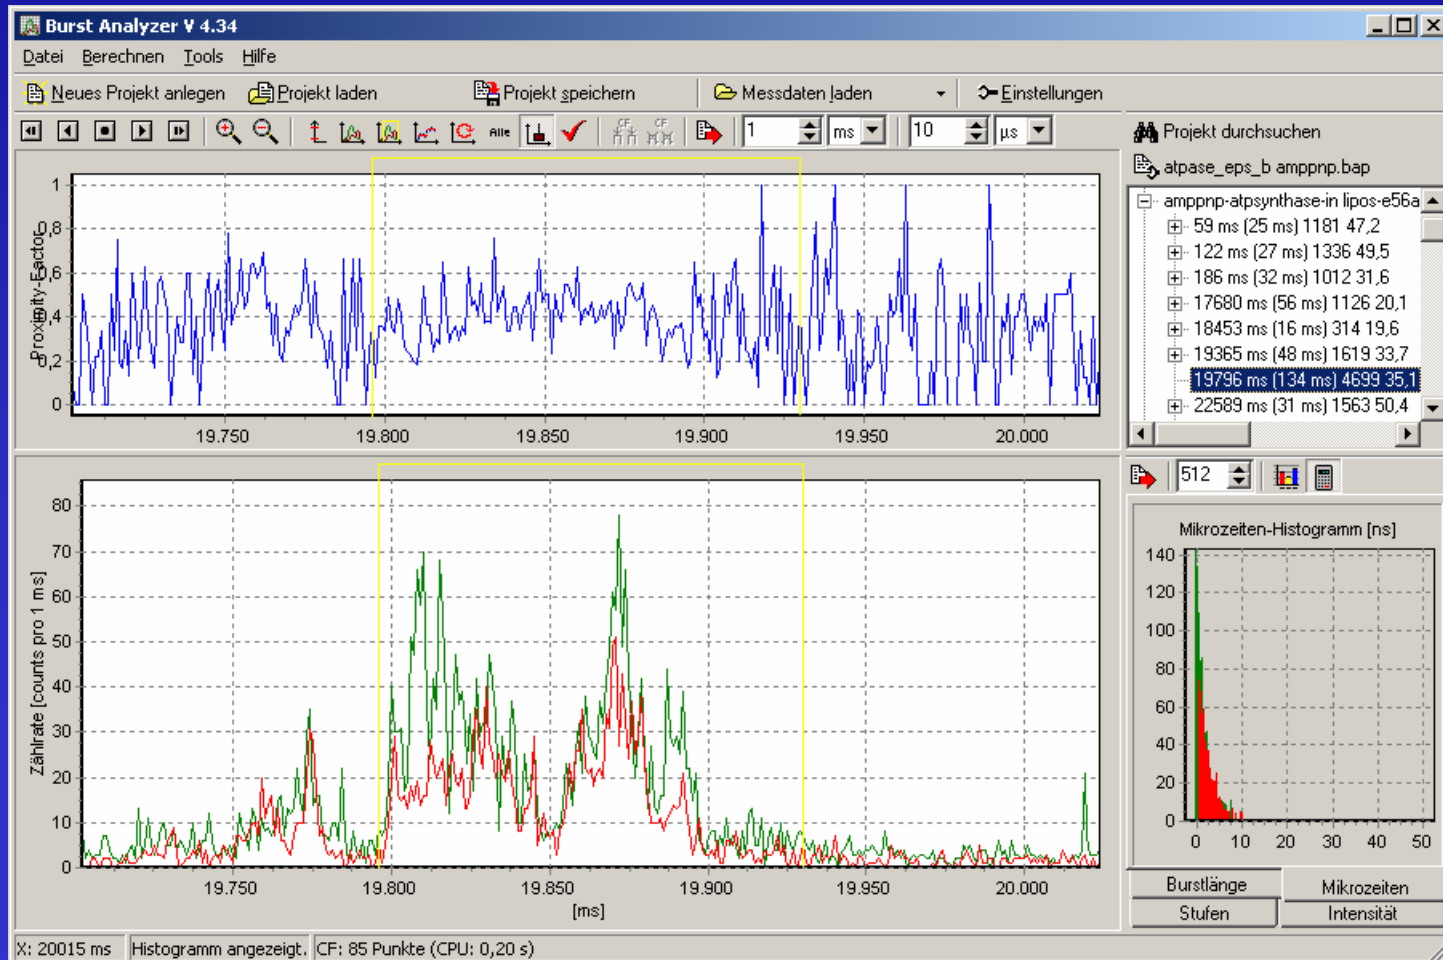 Burst Analyzer V 4.34
Datei Berechnen Tools Hilfe
Neues Projekt anlegen Projekt laden Projekt speichern Messdaten laden Einstellungen
Alle CF CF 1 ms 10 µs
Projekt durchsuchen
atpase_eps_b amppnp.bap
amppnp-atpsynthase-in lipos-e56a
59 ms (25 ms) 1181 47,2
122 ms (27 ms) 1336 49,5
186 ms (32 ms) 1012 31,6
17680 ms (56 ms) 1126 20,1
18453 ms (16 ms) 314 19,6
19365 ms (48 ms) 1619 33,7
19796 ms (134 ms) 4699 35,1
22589 ms (31 ms) 1563 50,4
Proximity-Factor
1
0,8
0,6
0,4
0,2
0
19.750 19.800 19.850 19.900 19.950 20.000
Zählrate [counts pro 1 ms]
80
70
60
50
40
30
20
10
0
19.750 19.800 19.850 19.900 19.950 20.000
[ms]
512
Mikrozeiten-Histogramm [ns]
140
120
100
80
60
40
20
0
0 10 20 30 40 50
Burstlänge Mikrozeiten
Stufen Intensität
X: 20015 ms Histogramm angezeigt. CF: 85 Punkte (CPU: 0,20 s)